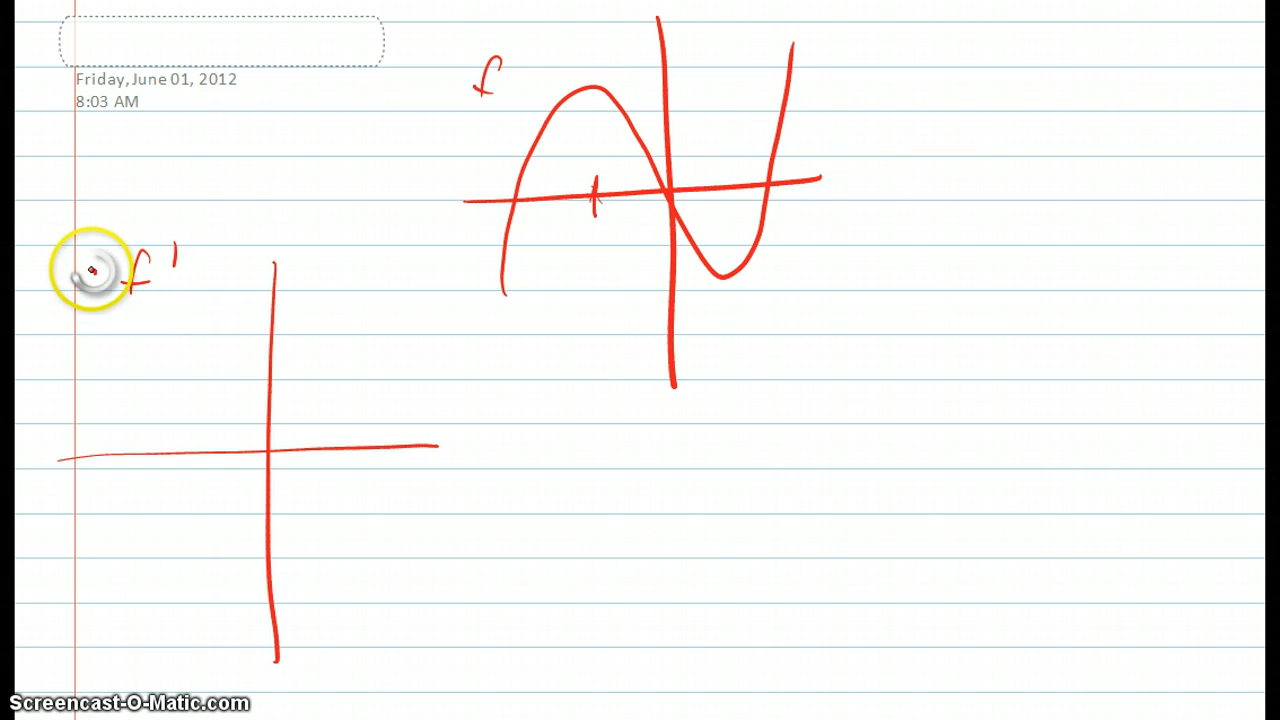 Friday, June 01, 2012
8:03 AM
f
f '
Screencast-O-Matic.com